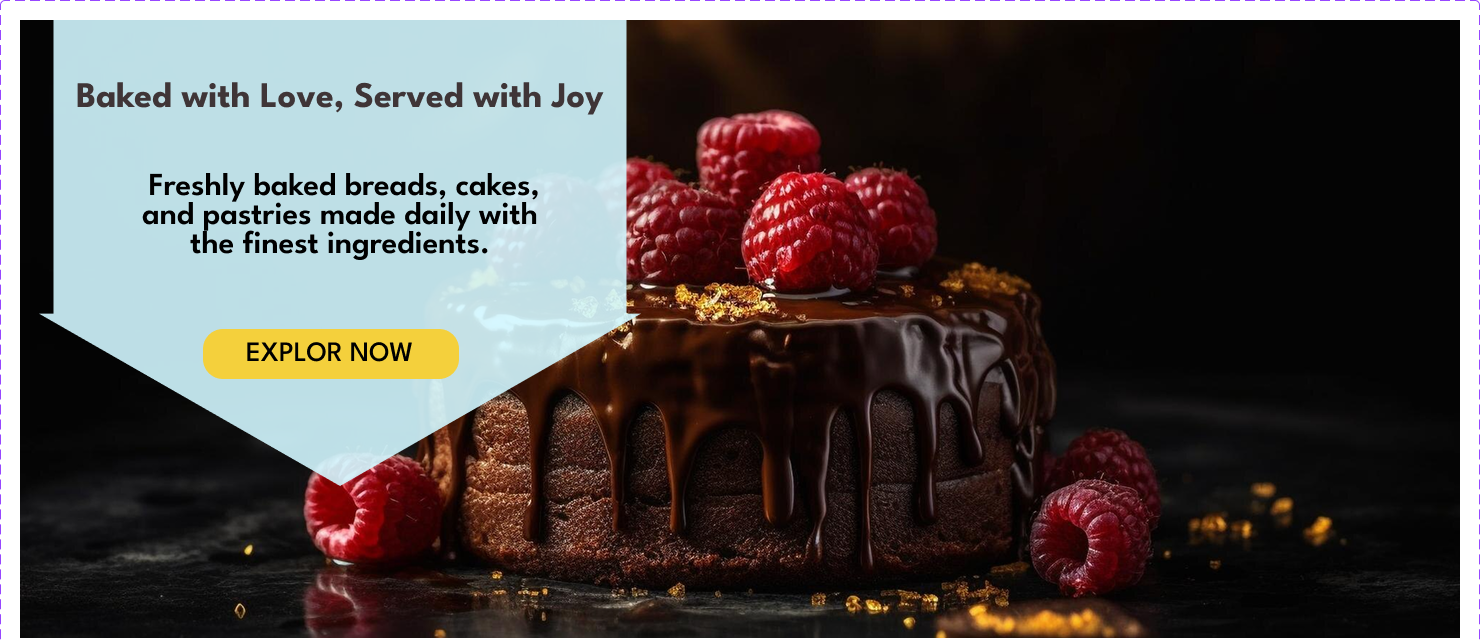 Baked with Love, Served with Joy
Freshly baked breads, cakes,
and pastries made daily with
the finest ingredients.
EXPLOR NOW